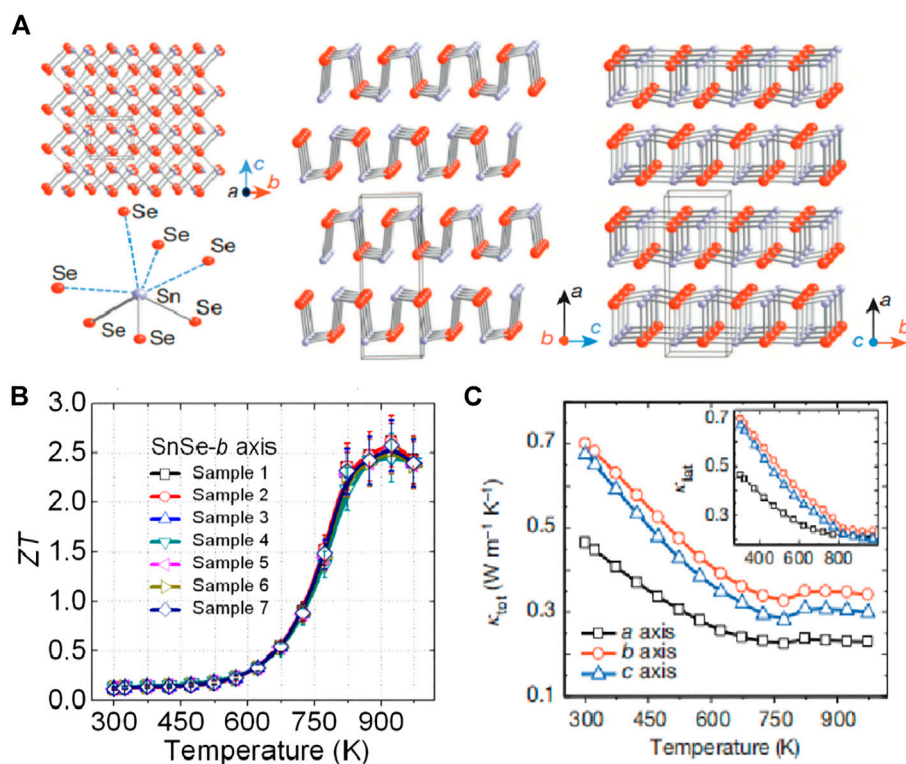 A
c
a b
Se
Se
Se
Se
Sn
Se
Se
Se
a
b c
a
c b
B
3.0
2.5
2.0
1.5
1.0
0.5
0.0
ZT
SnSe-b axis
Sample 1
Sample 2
Sample 3
Sample 4
Sample 5
Sample 6
Sample 7
300 450 600 750 900
Temperature (K)
C
0.7
0.5
0.3
0.1
κtot (W m⁻¹ K⁻¹)
a axis
b axis
c axis
300 450 600 750 900
Temperature (K)
0.7
0.5
0.3
κlat
400 600 800